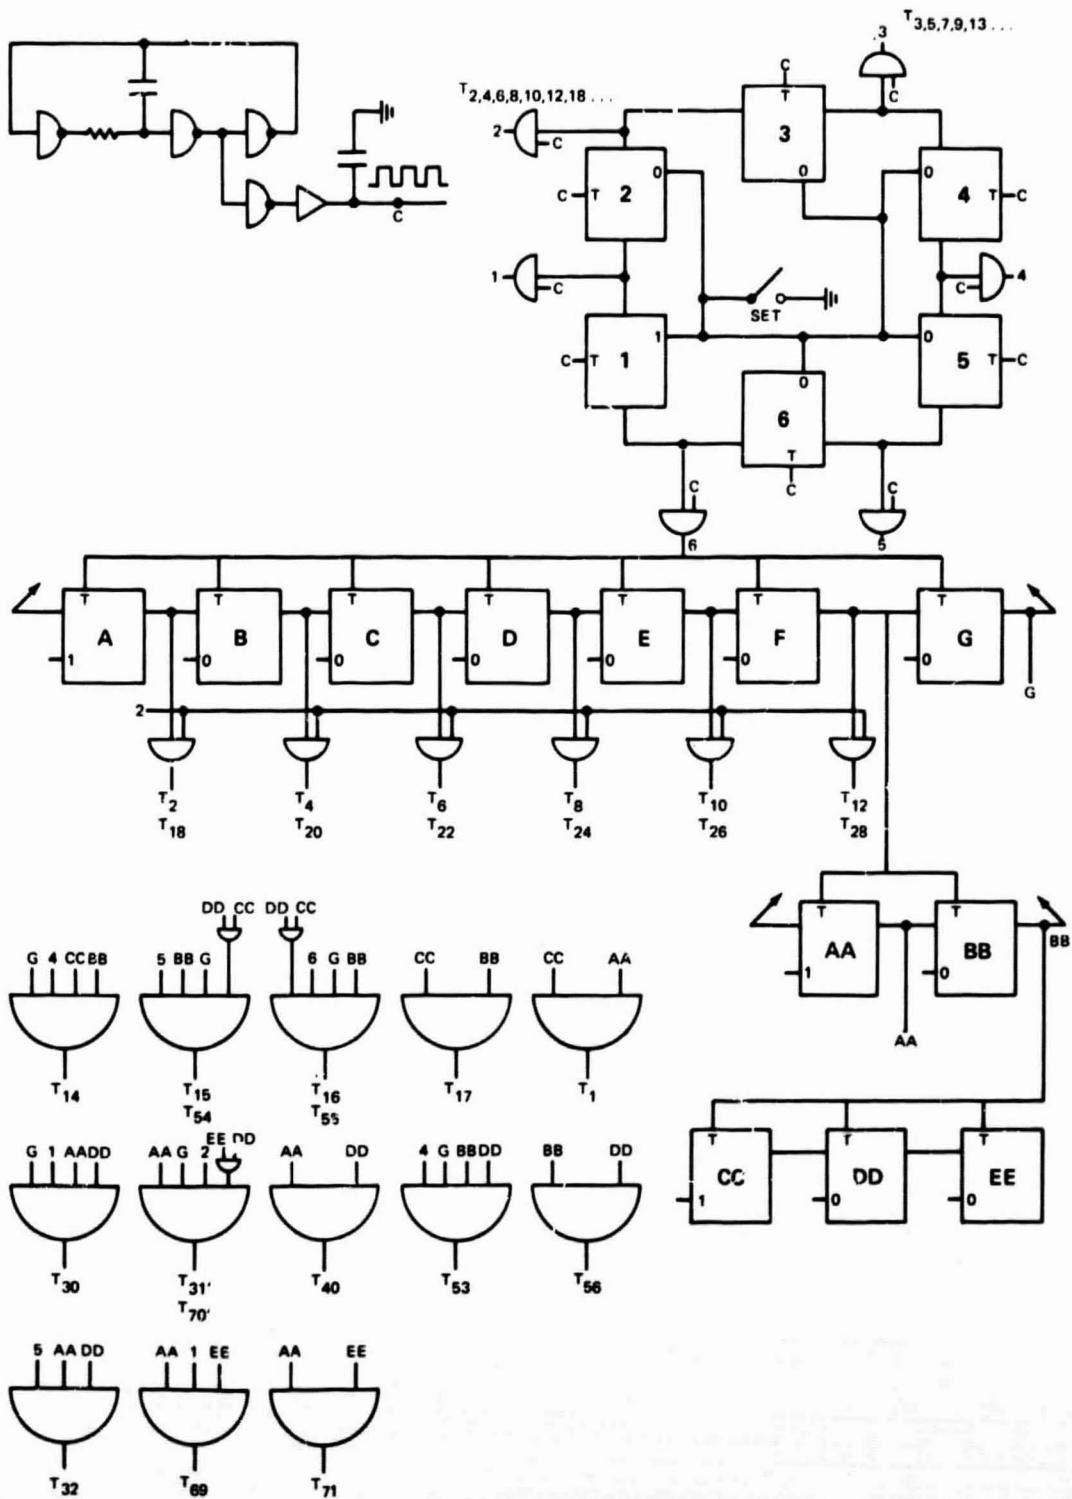 T3,5,7,9,13 . . .
3
C
T2,4,6,8,10,12,18 . . .
C
T
3
0
2
C
0
C T 2
0
4 T C
C
1
C
SET
C
4
1
C T 1
0
5 T C
0
6
T
C
C
C
6
5
T T T T T T T
A B C D E F G
1 0 0 0 0 0 0
G
2
T2 T4 T6 T8 T10 T12
T18 T20 T22 T24 T26 T28
T T
AA BB
BB
1 0
AA
DD CC DD CC
G 4 CC BB 5 BB G 6 G BB CC BB CC AA
T14 T15 T16 T17 T1
T54 T55
T T T
CC DD EE
1 0 0
EE DD
G 1 AA DD AA G 2 AA DD 4 G BB DD BB DD
T30 T31' T40 T53 T56
T70'
5 AA DD AA 1 EE AA EE
T32 T69 T71